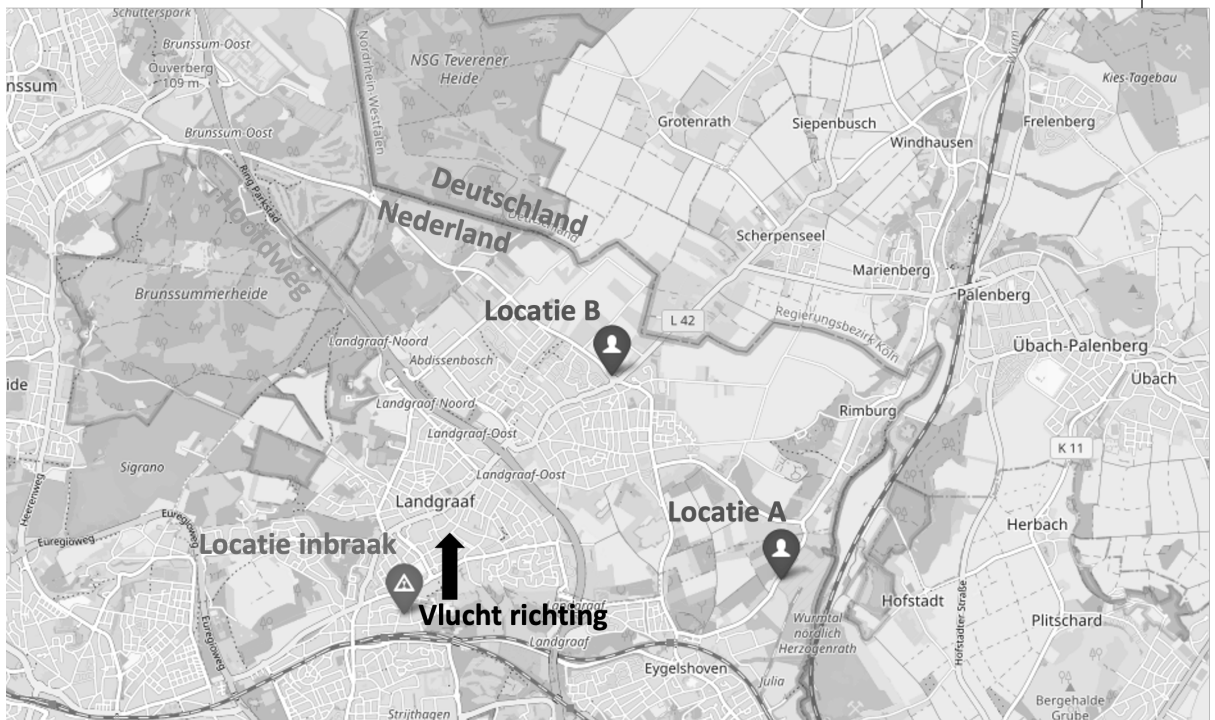 Schutterspark
Brunssum-Oost
Ouverberg
109 m
nssum
Brunssum-Oost
Nordrhein-Westfalen
NSG Teverener
Heide
Grotenrath
Siepenbusch
Windhausen
Wurm
Frelenberg
Kies-Tagebau
Ring Parkstad
Hoofdweg
Deutschland
Deutschland
Nederland
Scherpenseel
Marienberg
Palenberg
Brunssummerheide
Locatie B
L 42
Regierungsbezirk Köln
Landgraaf-Noord
Abdissenbosch
Übach-Palenberg
Übach
eide
Landgraaf-Noord
Rimburg
Landgraaf-Oost
K 11
Sigrano
Landgraaf-Oost
Heerenweg
Landgraaf
Locatie A
Euregioweg
Herbach
Euregioweg
Locatie inbraak
Hofstadt
Hofstadter Straße
Landgraaf
Vlucht richting
Wurmtal
nördlich
Herzogenrath
Plitschard
Euregioweg
Landgraaf
Eygelshoven
Julia
Bergehalde
Grube
Strijthagen